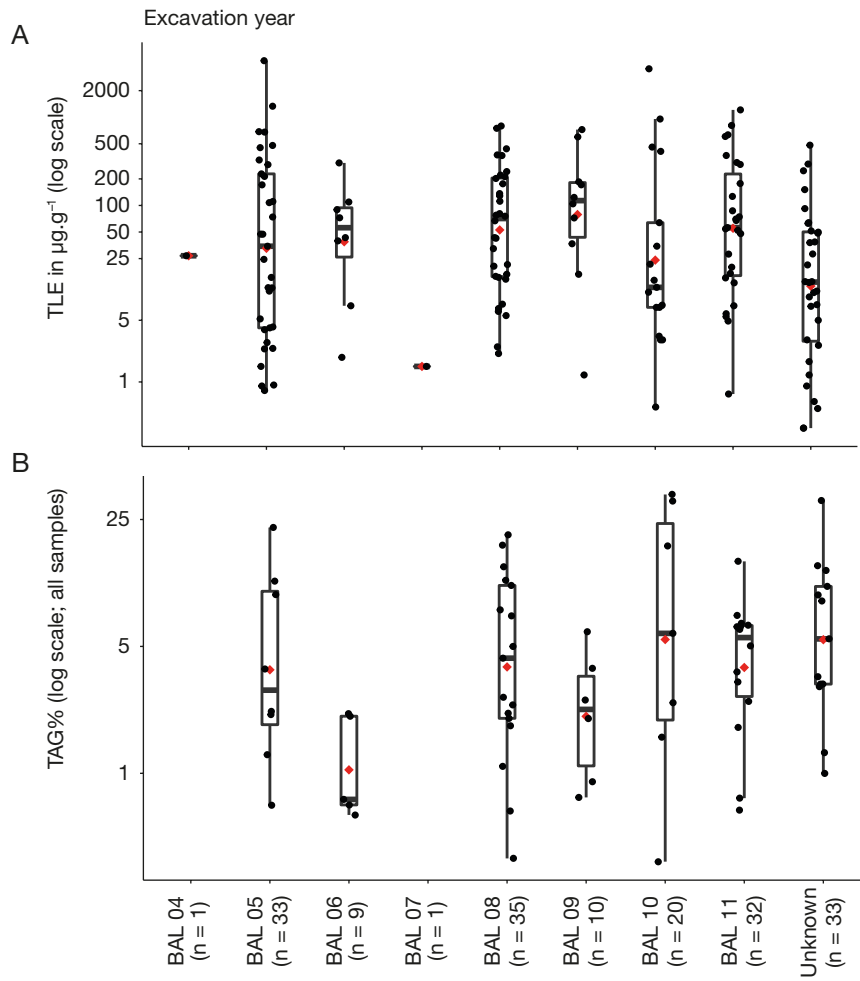 Excavation year
A
TLE in µg.g⁻¹ (log scale)
2000
500
200
100
50
25
5
1
B
TAG% (log scale; all samples)
25
5
1
BAL 04
(n = 1)
BAL 05
(n = 33)
BAL 06
(n = 9)
BAL 07
(n = 1)
BAL 08
(n = 35)
BAL 09
(n = 10)
BAL 10
(n = 20)
BAL 11
(n = 32)
Unknown
(n = 33)